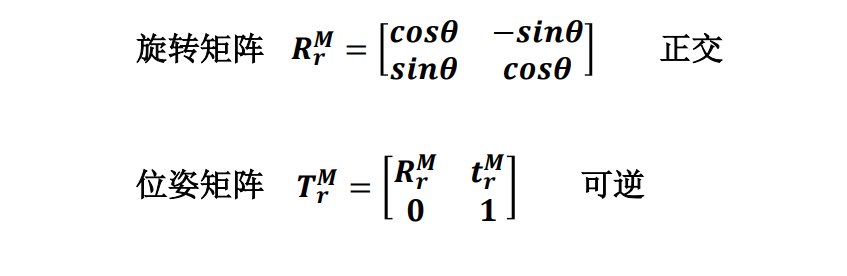 旋转矩阵 R_r^M = [cosθ -sinθ; sinθ cosθ] 正交
位姿矩阵 T_r^M = [R_r^M t_r^M; 0 1] 可逆